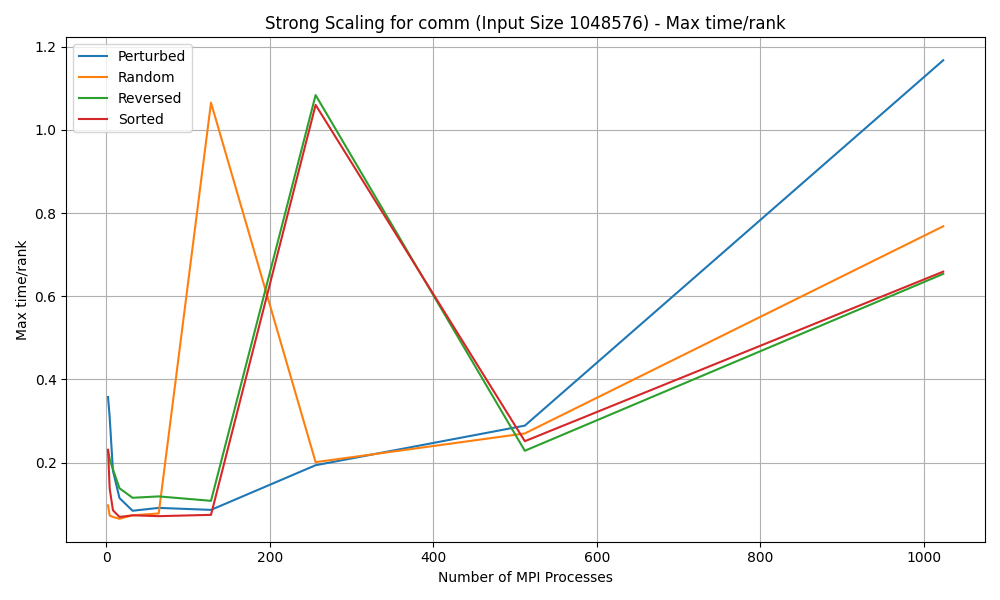 Strong Scaling for comm (Input Size 1048576) - Max time/rank
Perturbed
Random
Reversed
Sorted
Max time/rank
1.2
1.0
0.8
0.6
0.4
0.2
0 200 400 600 800 1000
Number of MPI Processes